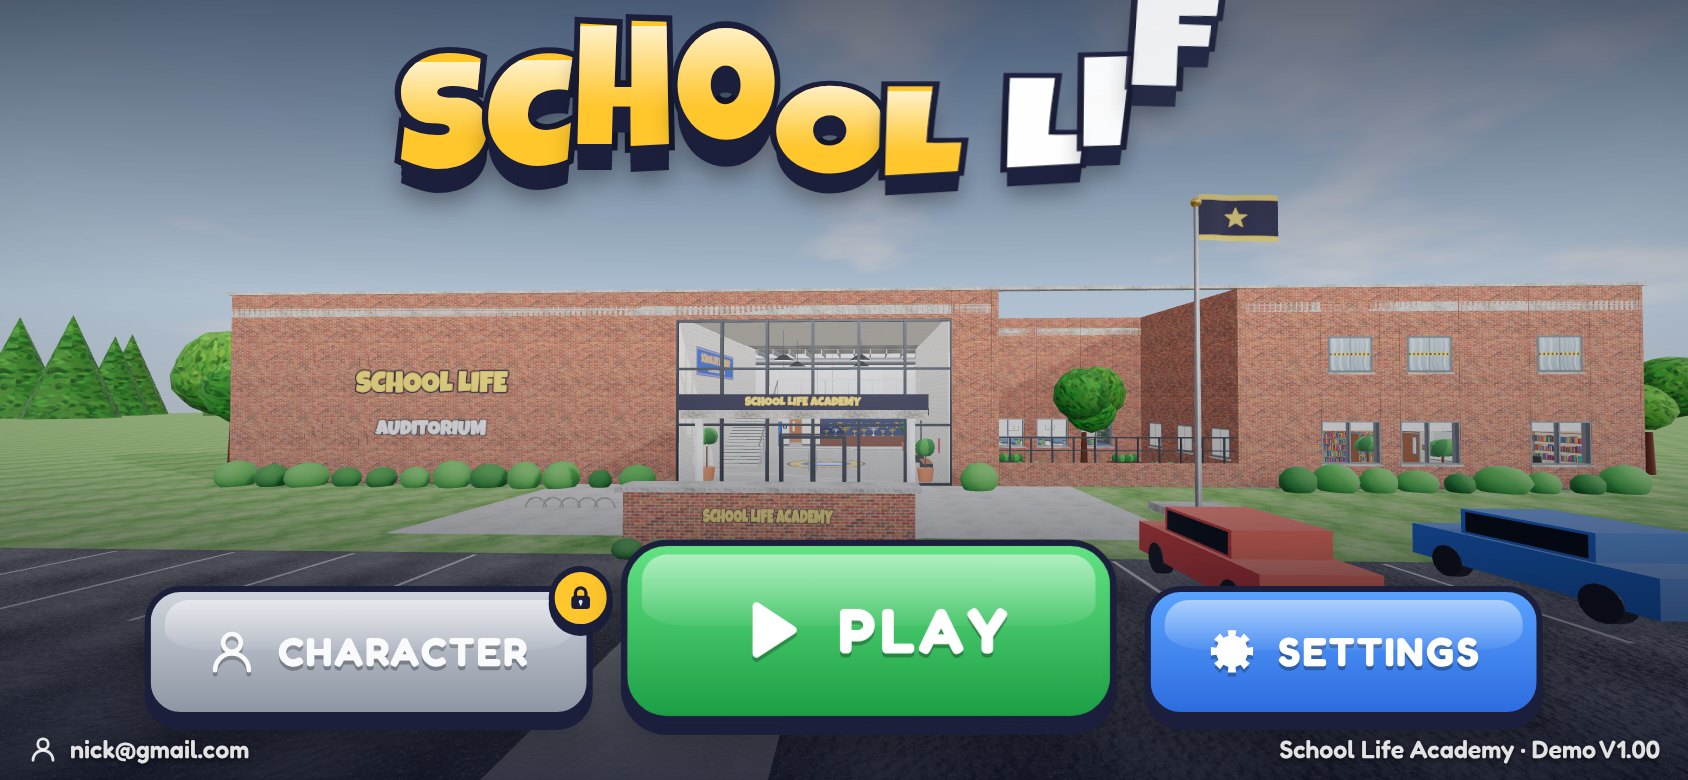 SCHOOL LIF
SCHOOL LIFE
AUDITORIUM
SCHOOL LIFE ACADEMY
SCHOOL LIFE ACADEMY
CHARACTER
PLAY
SETTINGS
nick@gmail.com
School Life Academy · Demo V1.00